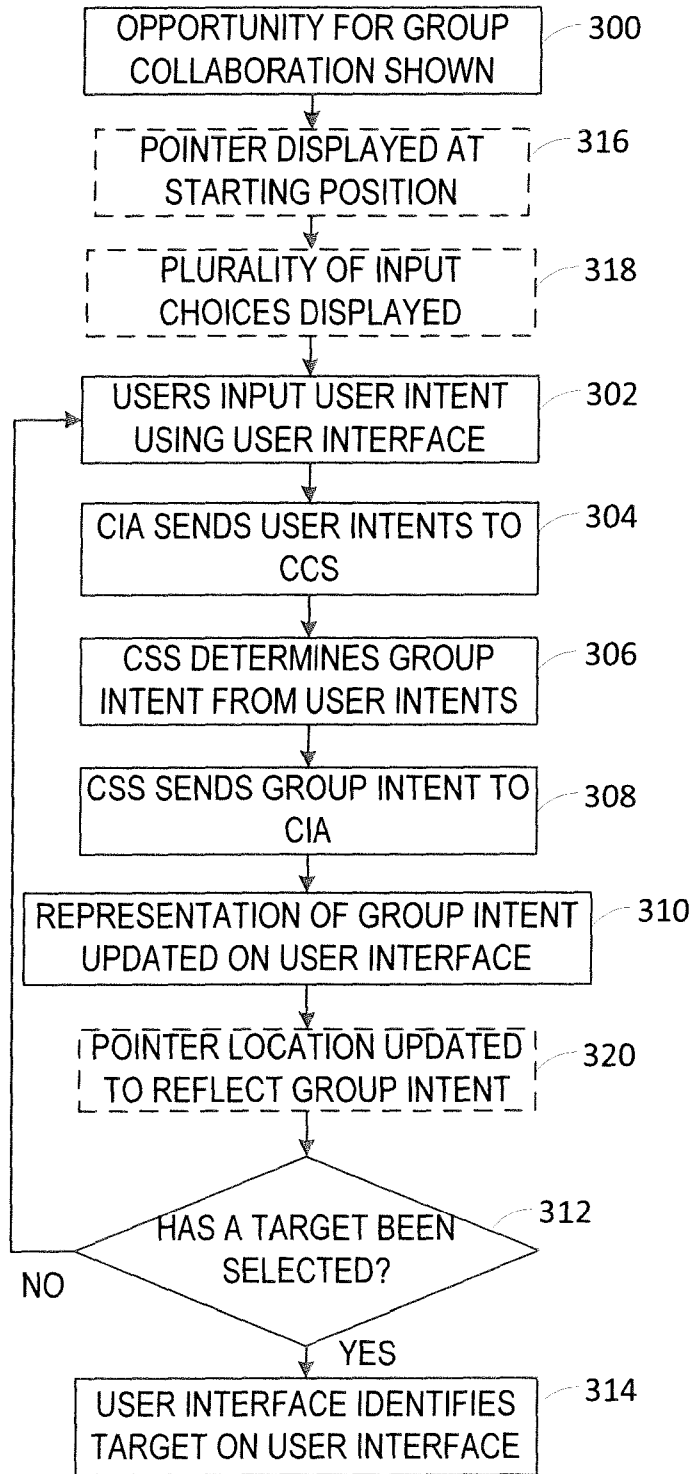 OPPORTUNITY FOR GROUP
COLLABORATION SHOWN
300
POINTER DISPLAYED AT
STARTING POSITION
316
PLURALITY OF INPUT
CHOICES DISPLAYED
318
USERS INPUT USER INTENT
USING USER INTERFACE
302
CIA SENDS USER INTENTS TO
CCS
304
CSS DETERMINES GROUP
INTENT FROM USER INTENTS
306
CSS SENDS GROUP INTENT TO
CIA
308
REPRESENTATION OF GROUP INTENT
UPDATED ON USER INTERFACE
310
POINTER LOCATION UPDATED
TO REFLECT GROUP INTENT
320
HAS A TARGET BEEN
SELECTED?
312
NO
YES
USER INTERFACE IDENTIFIES
TARGET ON USER INTERFACE
314